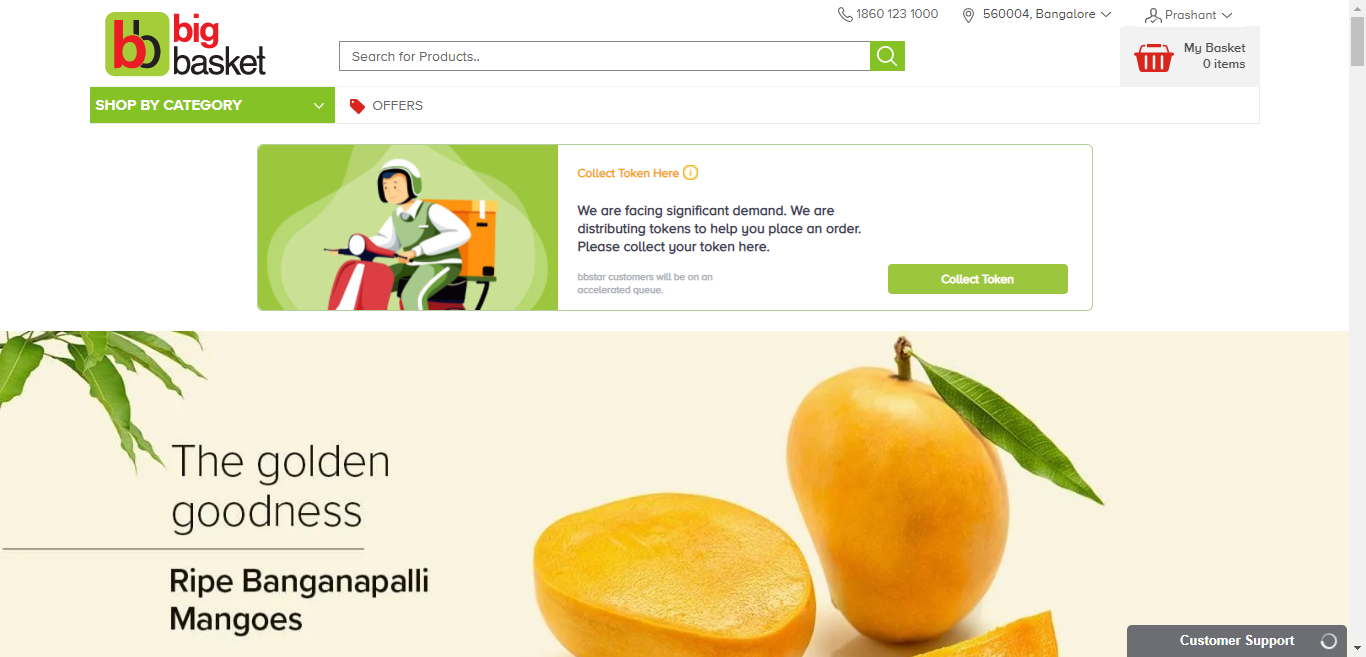 1860 123 1000
560004, Bangalore
Prashant
bb
big
basket
Search for Products..
My Basket
0 items
SHOP BY CATEGORY
OFFERS
Collect Token Here
We are facing significant demand. We are
distributing tokens to help you place an order.
Please collect your token here.
bbstar customers will be on an
accelerated queue.
Collect Token
The golden
goodness
Ripe Banganapalli
Mangoes
Customer Support